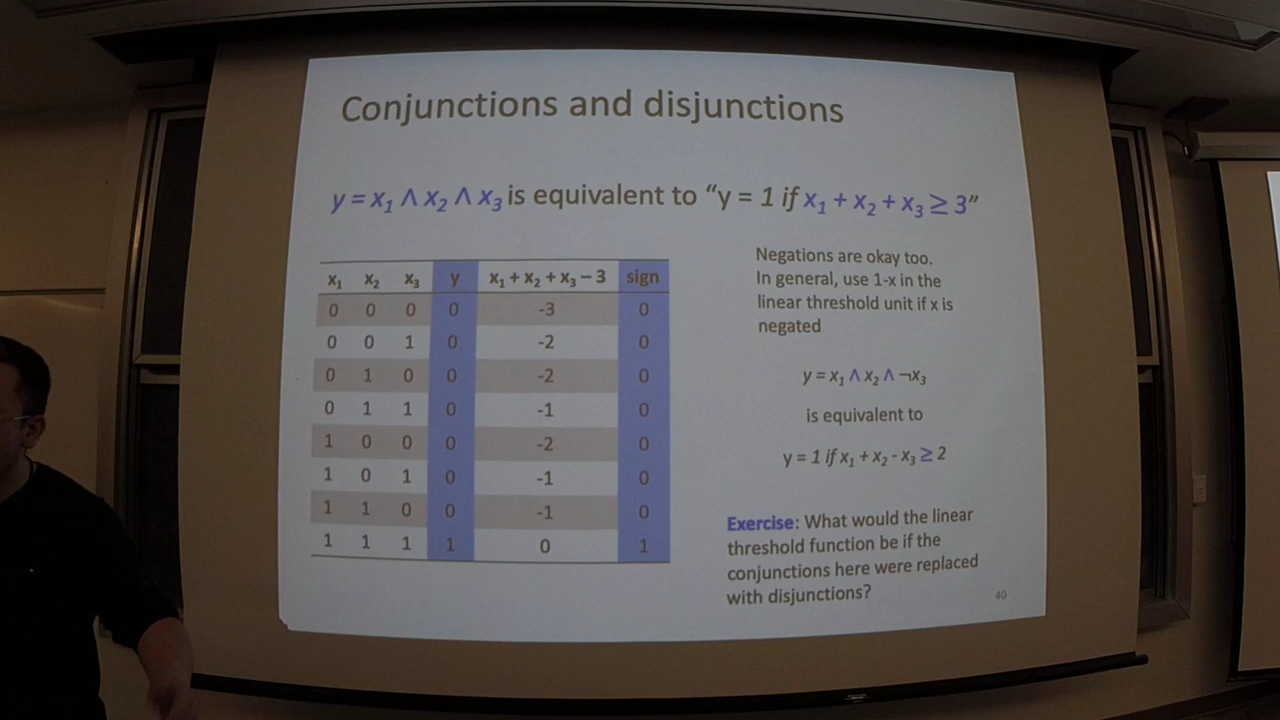 Conjunctions and disjunctions
y = x₁ ∧ x₂ ∧ x₃ is equivalent to “y = 1 if x₁ + x₂ + x₃ ≥ 3”
x₁ x₂ x₃ y x₁ + x₂ + x₃ – 3 sign
0 0 0 0 -3 0
0 0 1 0 -2 0
0 1 0 0 -2 0
0 1 1 0 -1 0
1 0 0 0 -2 0
1 0 1 0 -1 0
1 1 0 0 -1 0
1 1 1 1 0 1
Negations are okay too.
In general, use 1-x in the
linear threshold unit if x is
negated
y = x₁ ∧ x₂ ∧ ¬x₃
is equivalent to
y = 1 if x₁ + x₂ - x₃ ≥ 2
Exercise: What would the linear
threshold function be if the
conjunctions here were replaced
with disjunctions?
40